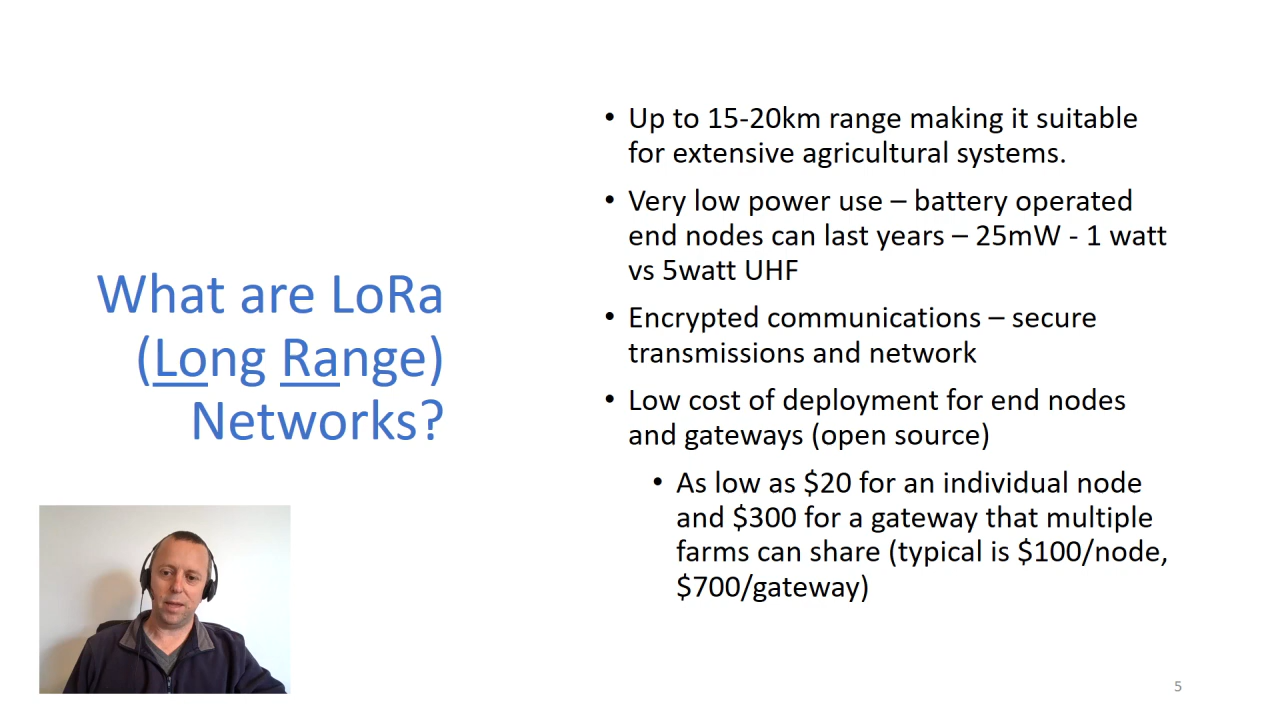 What are LoRa
(Long Range)
Networks?
• Up to 15-20km range making it suitable
for extensive agricultural systems.
• Very low power use – battery operated
end nodes can last years – 25mW - 1 watt
vs 5watt UHF
• Encrypted communications – secure
transmissions and network
• Low cost of deployment for end nodes
and gateways (open source)
• As low as $20 for an individual node
and $300 for a gateway that multiple
farms can share (typical is $100/node,
$700/gateway)
5